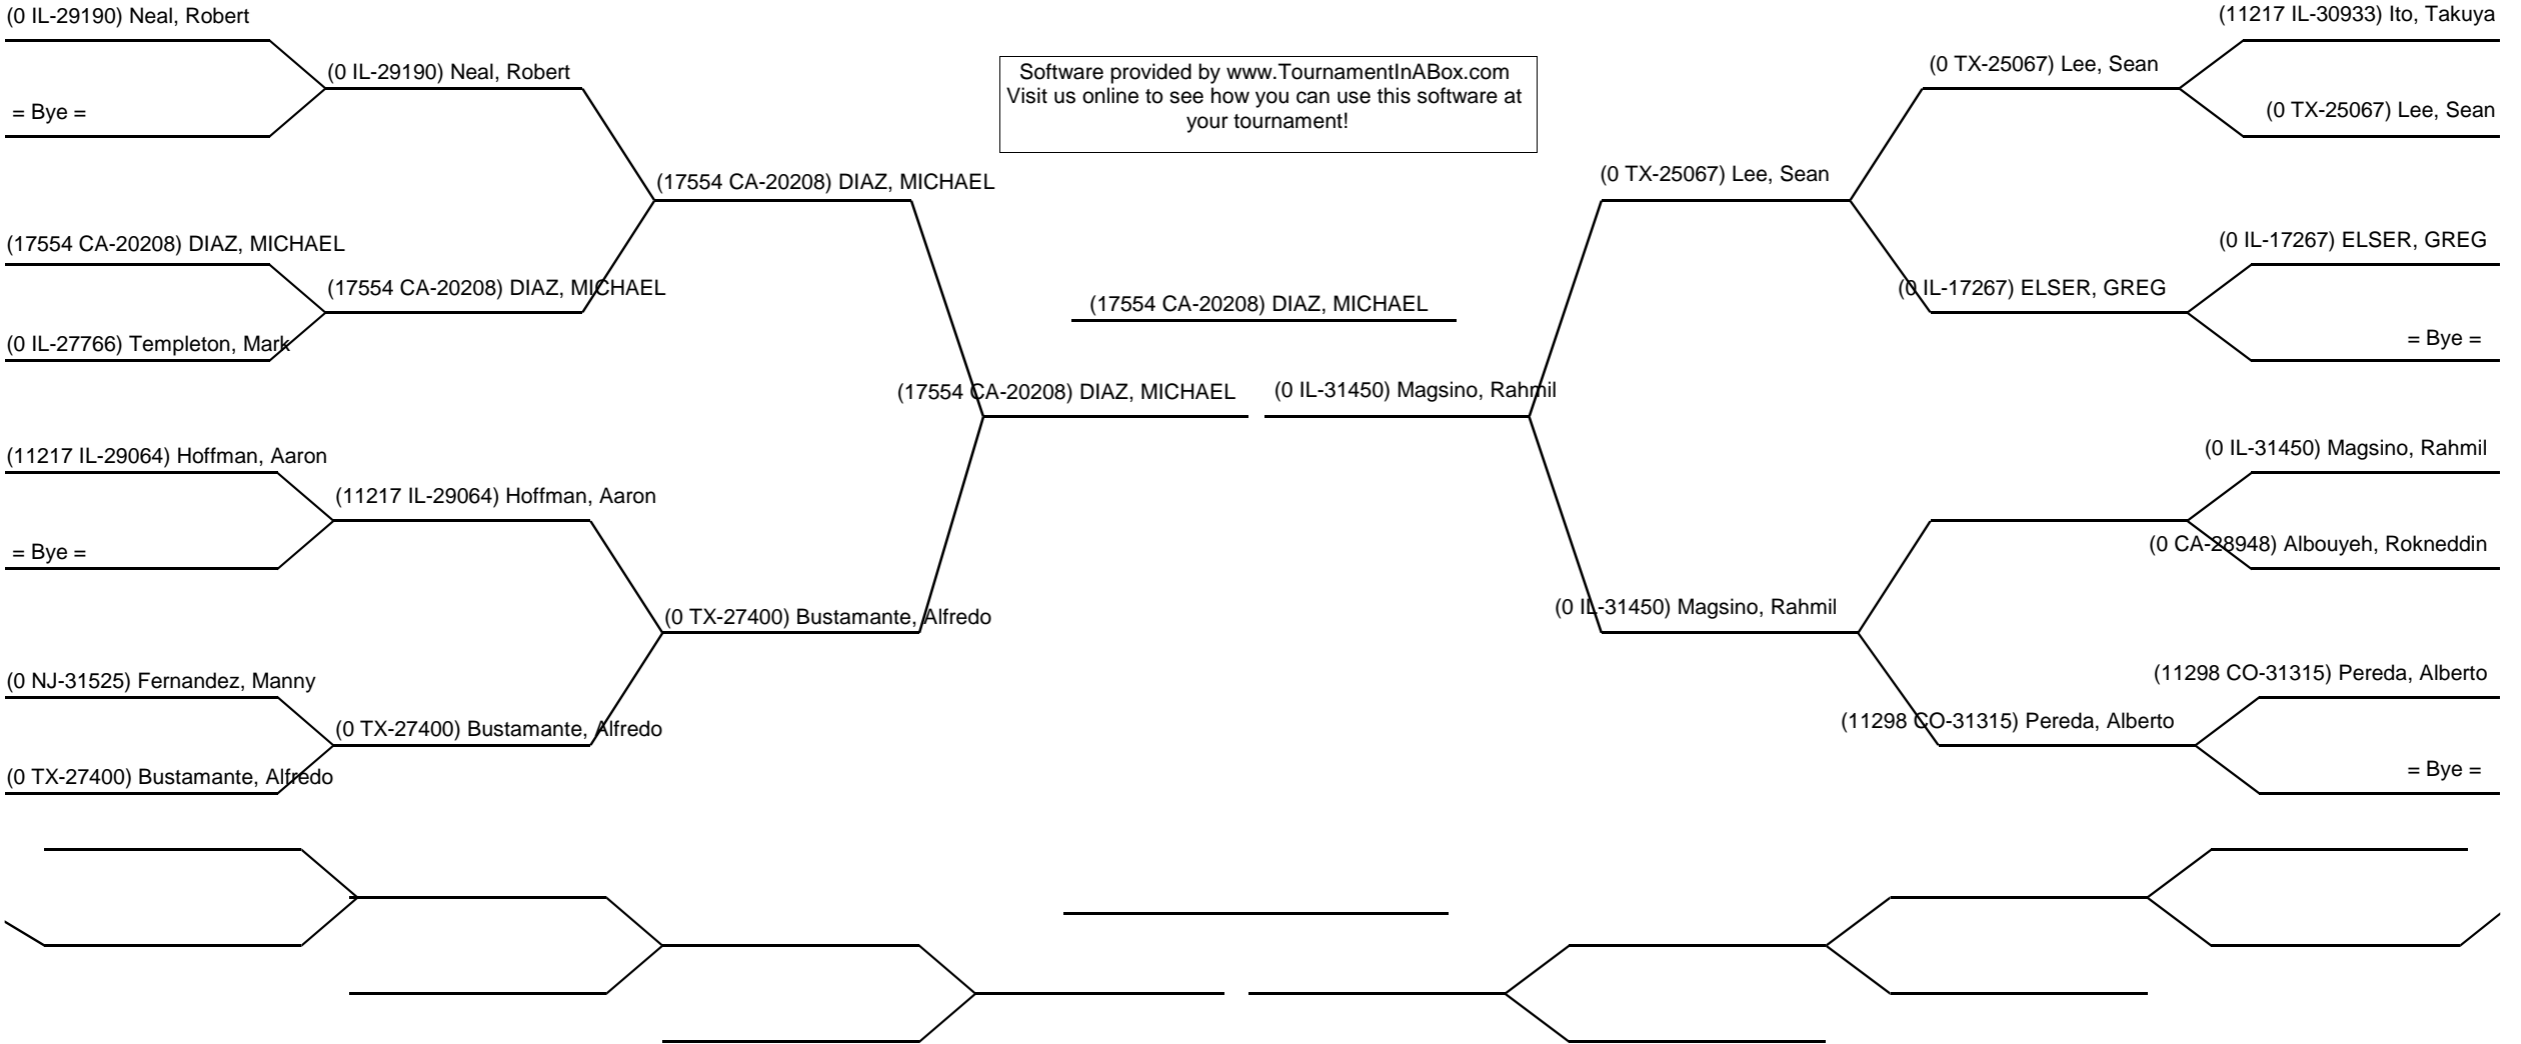 (0 IL-29190) Neal, Robert
(0 IL-29190) Neal, Robert
= Bye =
(17554 CA-20208) DIAZ, MICHAEL
(17554 CA-20208) DIAZ, MICHAEL
(17554 CA-20208) DIAZ, MICHAEL
(0 IL-27766) Templeton, Mark
(17554 CA-20208) DIAZ, MICHAEL
(11217 IL-29064) Hoffman, Aaron
(11217 IL-29064) Hoffman, Aaron
= Bye =
(0 TX-27400) Bustamante, Alfredo
(0 NJ-31525) Fernandez, Manny
(0 TX-27400) Bustamante, Alfredo
(0 TX-27400) Bustamante, Alfredo
Software provided by www.TournamentInABox.com
Visit us online to see how you can use this software at
your tournament!
(17554 CA-20208) DIAZ, MICHAEL
(0 IL-31450) Magsino, Rahmil
(11217 IL-30933) Ito, Takuya
(0 TX-25067) Lee, Sean
(0 TX-25067) Lee, Sean
(0 TX-25067) Lee, Sean
(0 IL-17267) ELSER, GREG
(0 IL-17267) ELSER, GREG
= Bye =
(0 IL-31450) Magsino, Rahmil
(0 CA-28948) Albouyeh, Rokneddin
(0 IL-31450) Magsino, Rahmil
(11298 CO-31315) Pereda, Alberto
(11298 CO-31315) Pereda, Alberto
= Bye =